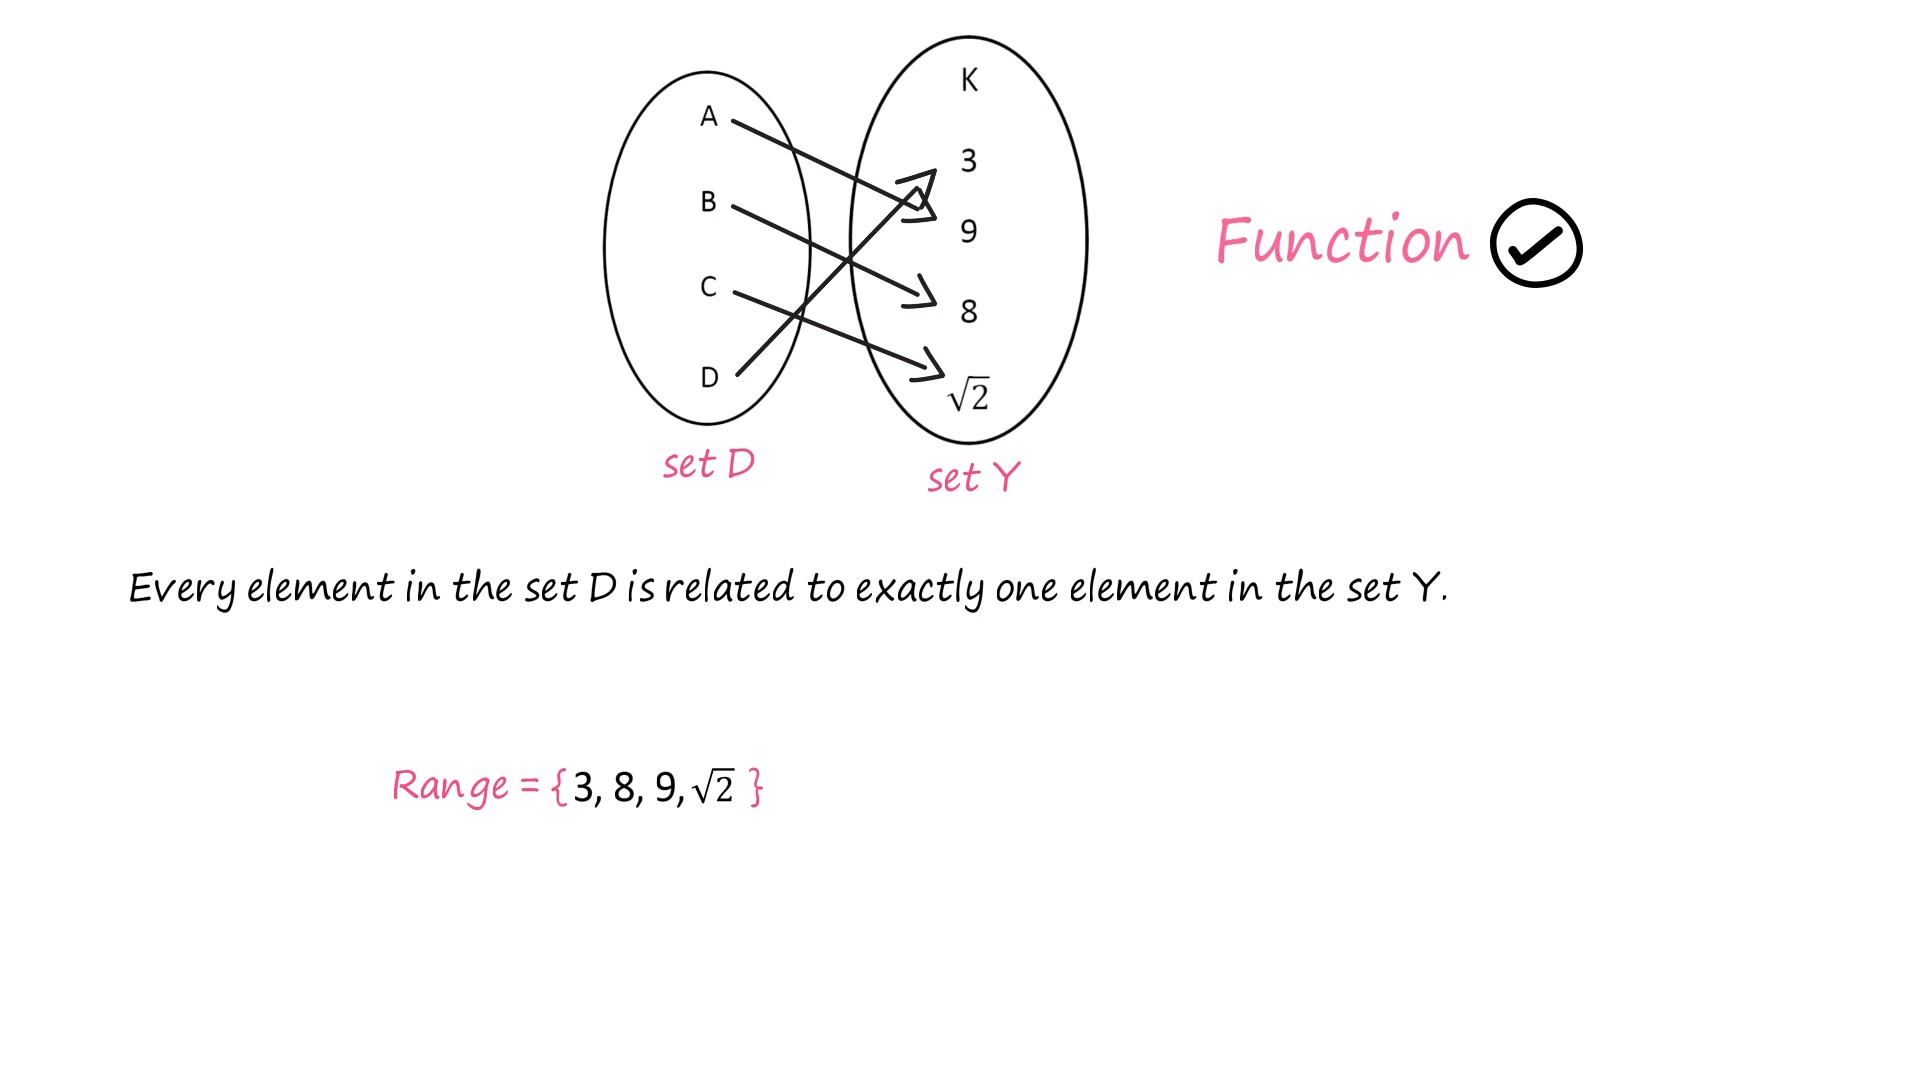 K
A
3
B
9
Function
C
8
D
√2
set D
set Y
Every element in the set D is related to exactly one element in the set Y.
Range = { 3, 8, 9, √2 }